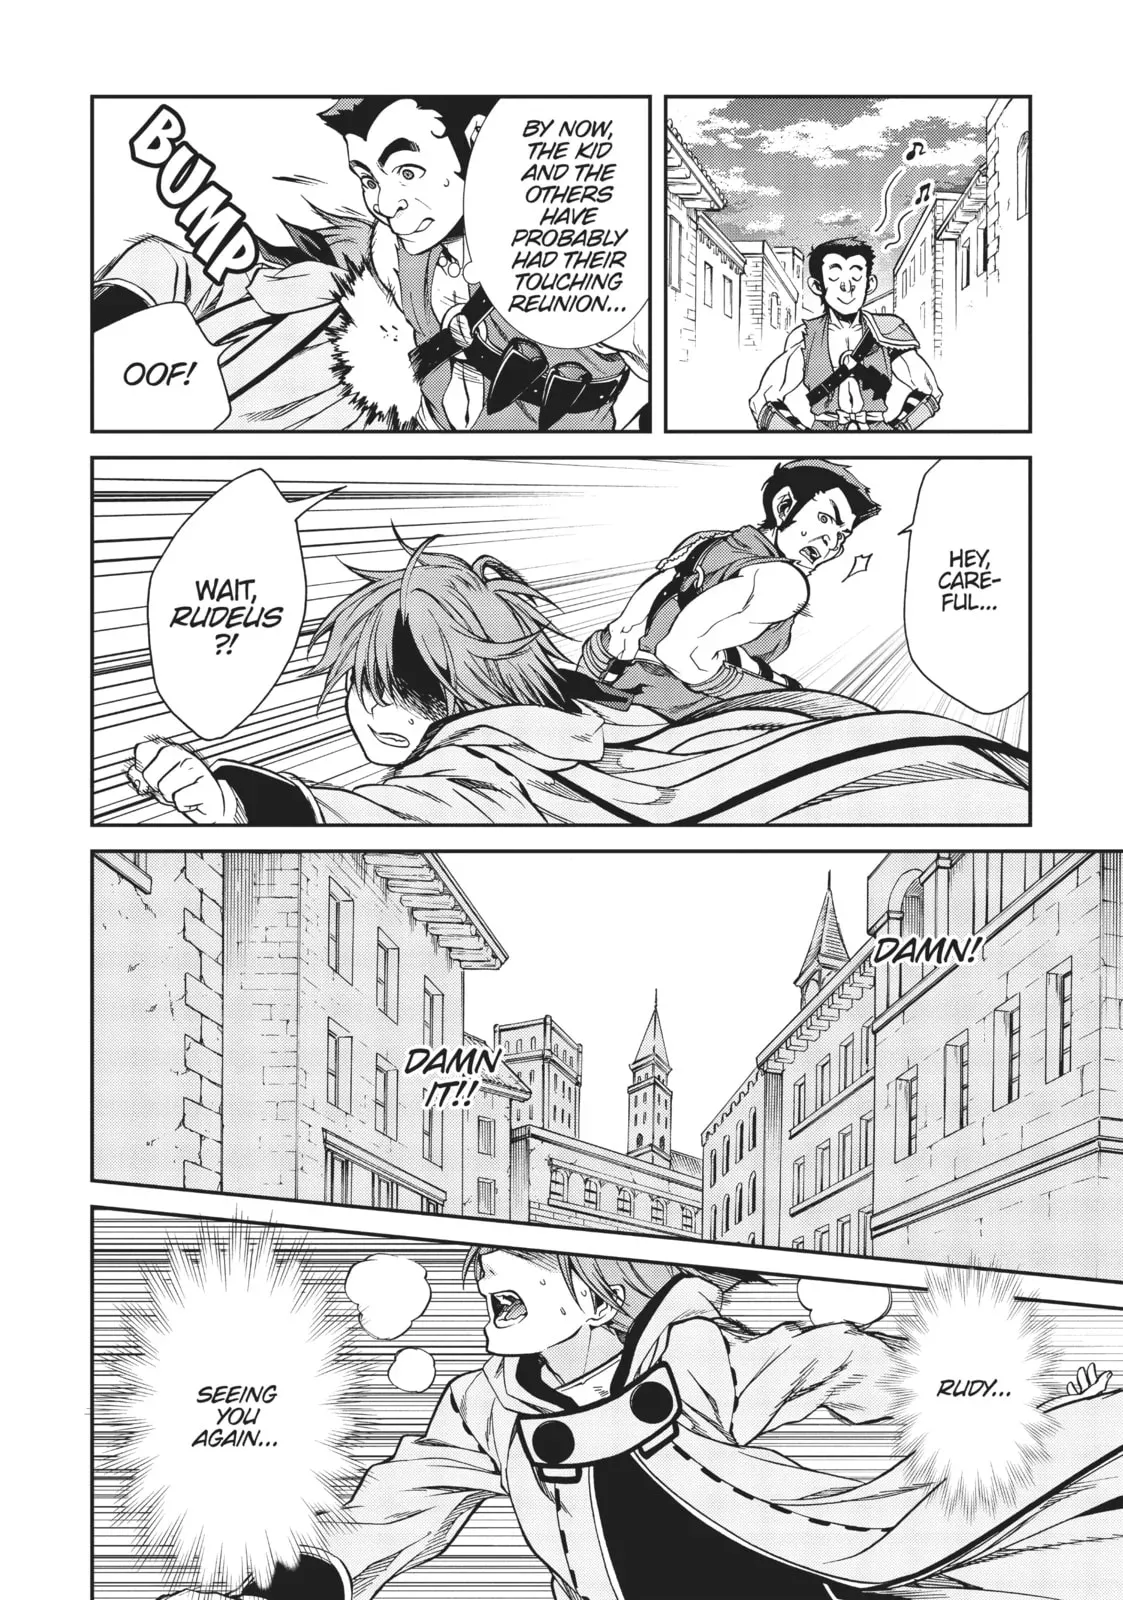 BY NOW,
THE KID
AND THE
OTHERS
HAVE
PROBABLY
HAD THEIR
TOUCHING
REUNION...
BUMP
OOF!
HEY,
CARE-
FUL...
WAIT,
RUDEUS
?!
DAMN!
DAMN
IT!!
RUDY...
SEEING
YOU
AGAIN...